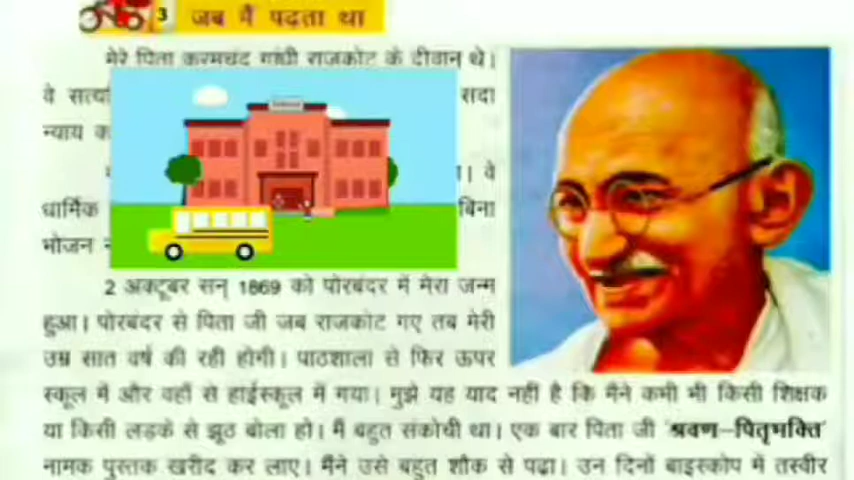 3 जब मैं पढ़ता था
मेरे पिता करमचंद गांधी राजकोट के दीवान थे।
वे सदा
न्याय
। वे
धार्मिक बिना
भोजन
2 अक्टूबर सन् 1869 को पोरबंदर में मेरा जन्म
हुआ। पोरबंदर से पिता जी जब राजकोट गए तब मेरी
उम्र सात वर्ष की रही होगी। पाठशाला से फिर ऊपर
स्कूल में और वहाँ से हाईस्कूल में गया। मुझे यह याद नहीं है कि मैंने कभी भी किसी शिक्षक
या किसी लड़के से झूठ बोला हो। मैं बहुत संकोची था। एक बार पिता जी 'श्रवण-पितृभक्ति'
नामक पुस्तक खरीद कर लाए। मैंने उसे बहुत शौक से पढ़ा। उन दिनों बाइस्कोप में तस्वीर